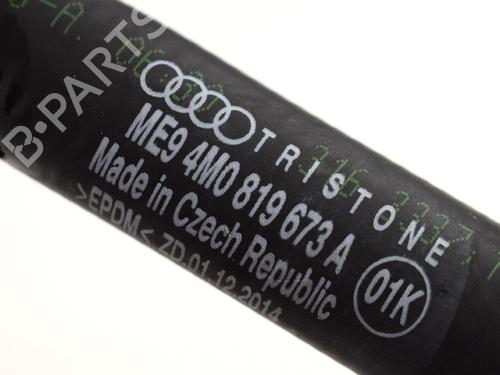 B-PARTS
TRISTONE
ME9 4M0 819 673 A
Made in Czech Republic
>EPDM< ZD.01.12.2014
01K